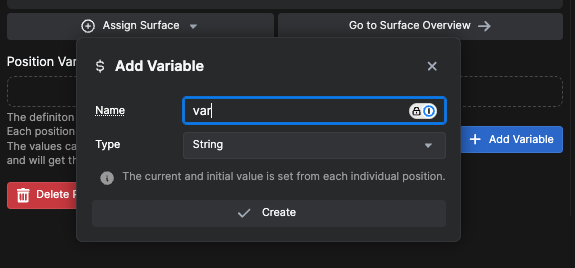 Assign Surface
Go to Surface Overview
Position Var
$ Add Variable
Name
var
Type
String
The current and initial value is set from each individual position.
Create
The definiton
Each position
The values ca
and will get th
+ Add Variable
Delete